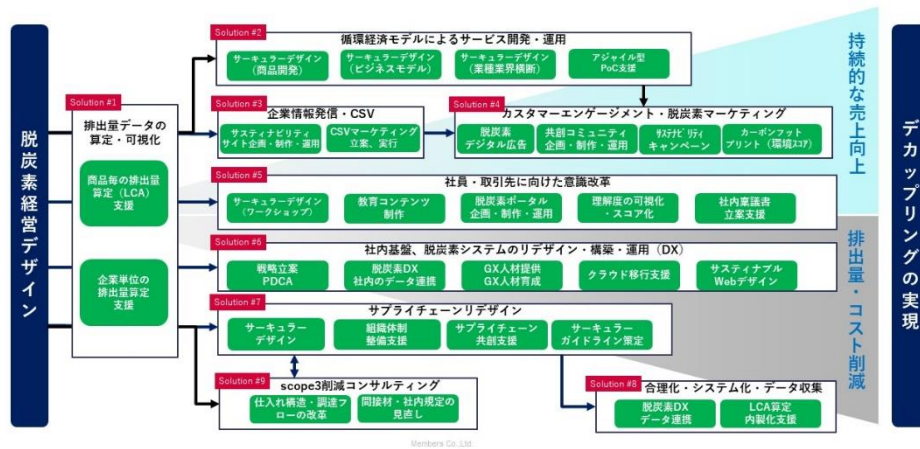 脱炭素経営デザイン
Solution #1
排出量データの
算定・可視化
商品毎の排出量
算定（LCA）
支援
企業単位の
排出量算定
支援
Solution #2
循環経済モデルによるサービス開発・運用
サーキュラーデザイン
（商品開発）
サーキュラーデザイン
（ビジネスモデル）
サーキュラーデザイン
（業種業界横断）
アジャイル型
PoC支援
Solution #3
企業情報発信・CSV
サスティナビリティ
サイト企画・制作・運用
CSVマーケティング
立案、実行
Solution #4
カスタマーエンゲージメント・脱炭素マーケティング
脱炭素
デジタル広告
共創コミュニティ
企画・制作・運用
サステナビリティ
キャンペーン
カーボンフット
プリント（環境スコア）
Solution #5
社員・取引先に向けた意識改革
サーキュラーデザイン
（ワークショップ）
教育コンテンツ
制作
脱炭素ポータル
企画・制作・運用
理解度の可視化
・スコア化
社内稟議書
立案支援
Solution #6
社内基盤、脱炭素システムのリデザイン・構築・運用（DX）
戦略立案
PDCA
脱炭素DX
社内のデータ連携
GX人材提供
GX人材育成
クラウド移行支援
サスティナブル
Webデザイン
Solution #7
サプライチェーンリデザイン
サーキュラー
デザイン
組織体制
整備支援
サプライチェーン
共創支援
サーキュラー
ガイドライン策定
Solution #9
scope3削減コンサルティング
仕入れ構造・調達フ
ローの改革
間接材・社内規定の
見直し
Solution #8
合理化・システム化・データ収集
脱炭素DX
データ連携
LCA算定
内製化支援
持続的な売上向上
排出量・コスト削減
デカップリングの実現
Members Co.,Ltd